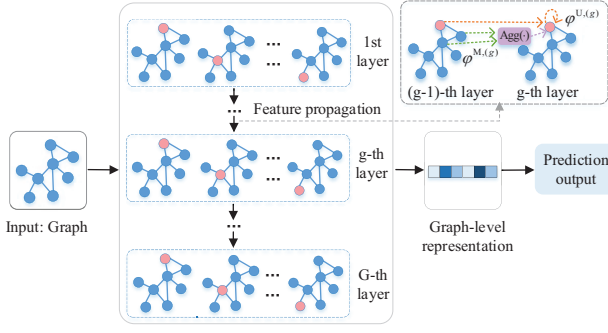 1st
layer
Feature propagation
g-th
layer
G-th
layer
Input: Graph
φ^{U,(g)}
Agg(·)
φ^{M,(g)}
(g-1)-th layer
g-th layer
Graph-level
representation
Prediction
output